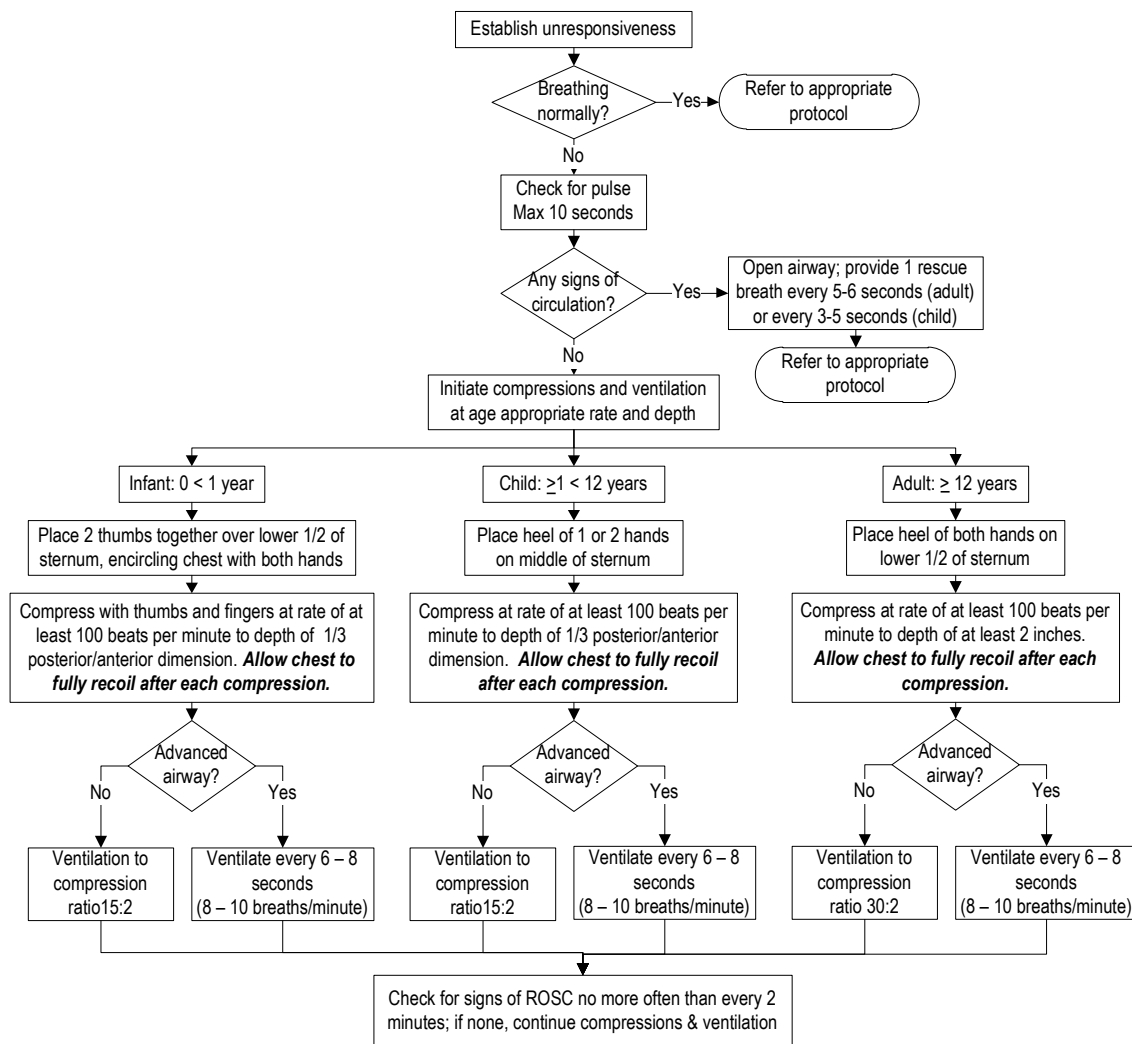 Establish unresponsiveness
Breathing
normally?
Yes
Refer to appropriate
protocol
No
Check for pulse
Max 10 seconds
Any signs of
circulation?
Yes
Open airway; provide 1 rescue
breath every 5-6 seconds (adult)
or every 3-5 seconds (child)
Refer to appropriate
protocol
No
Initiate compressions and ventilation
at age appropriate rate and depth
Infant: 0 < 1 year
Place 2 thumbs together over lower 1/2 of
sternum, encircling chest with both hands
Compress with thumbs and fingers at rate of at
least 100 beats per minute to depth of 1/3
posterior/anterior dimension. Allow chest to
fully recoil after each compression.
Advanced
airway?
No
Yes
Ventilation to
compression
ratio15:2
Ventilate every 6 – 8
seconds
(8 – 10 breaths/minute)
Child: ≥1 < 12 years
Place heel of 1 or 2 hands
on middle of sternum
Compress at rate of at least 100 beats per
minute to depth of 1/3 posterior/anterior
dimension. Allow chest to fully recoil
after each compression.
Advanced
airway?
No
Yes
Ventilation to
compression
ratio15:2
Ventilate every 6 – 8
seconds
(8 – 10 breaths/minute)
Adult: ≥ 12 years
Place heel of both hands on
lower 1/2 of sternum
Compress at rate of at least 100 beats per
minute to depth of at least 2 inches.
Allow chest to fully recoil after each
compression.
Advanced
airway?
No
Yes
Ventilation to
compression
ratio 30:2
Ventilate every 6 – 8
seconds
(8 – 10 breaths/minute)
Check for signs of ROSC no more often than every 2
minutes; if none, continue compressions & ventilation